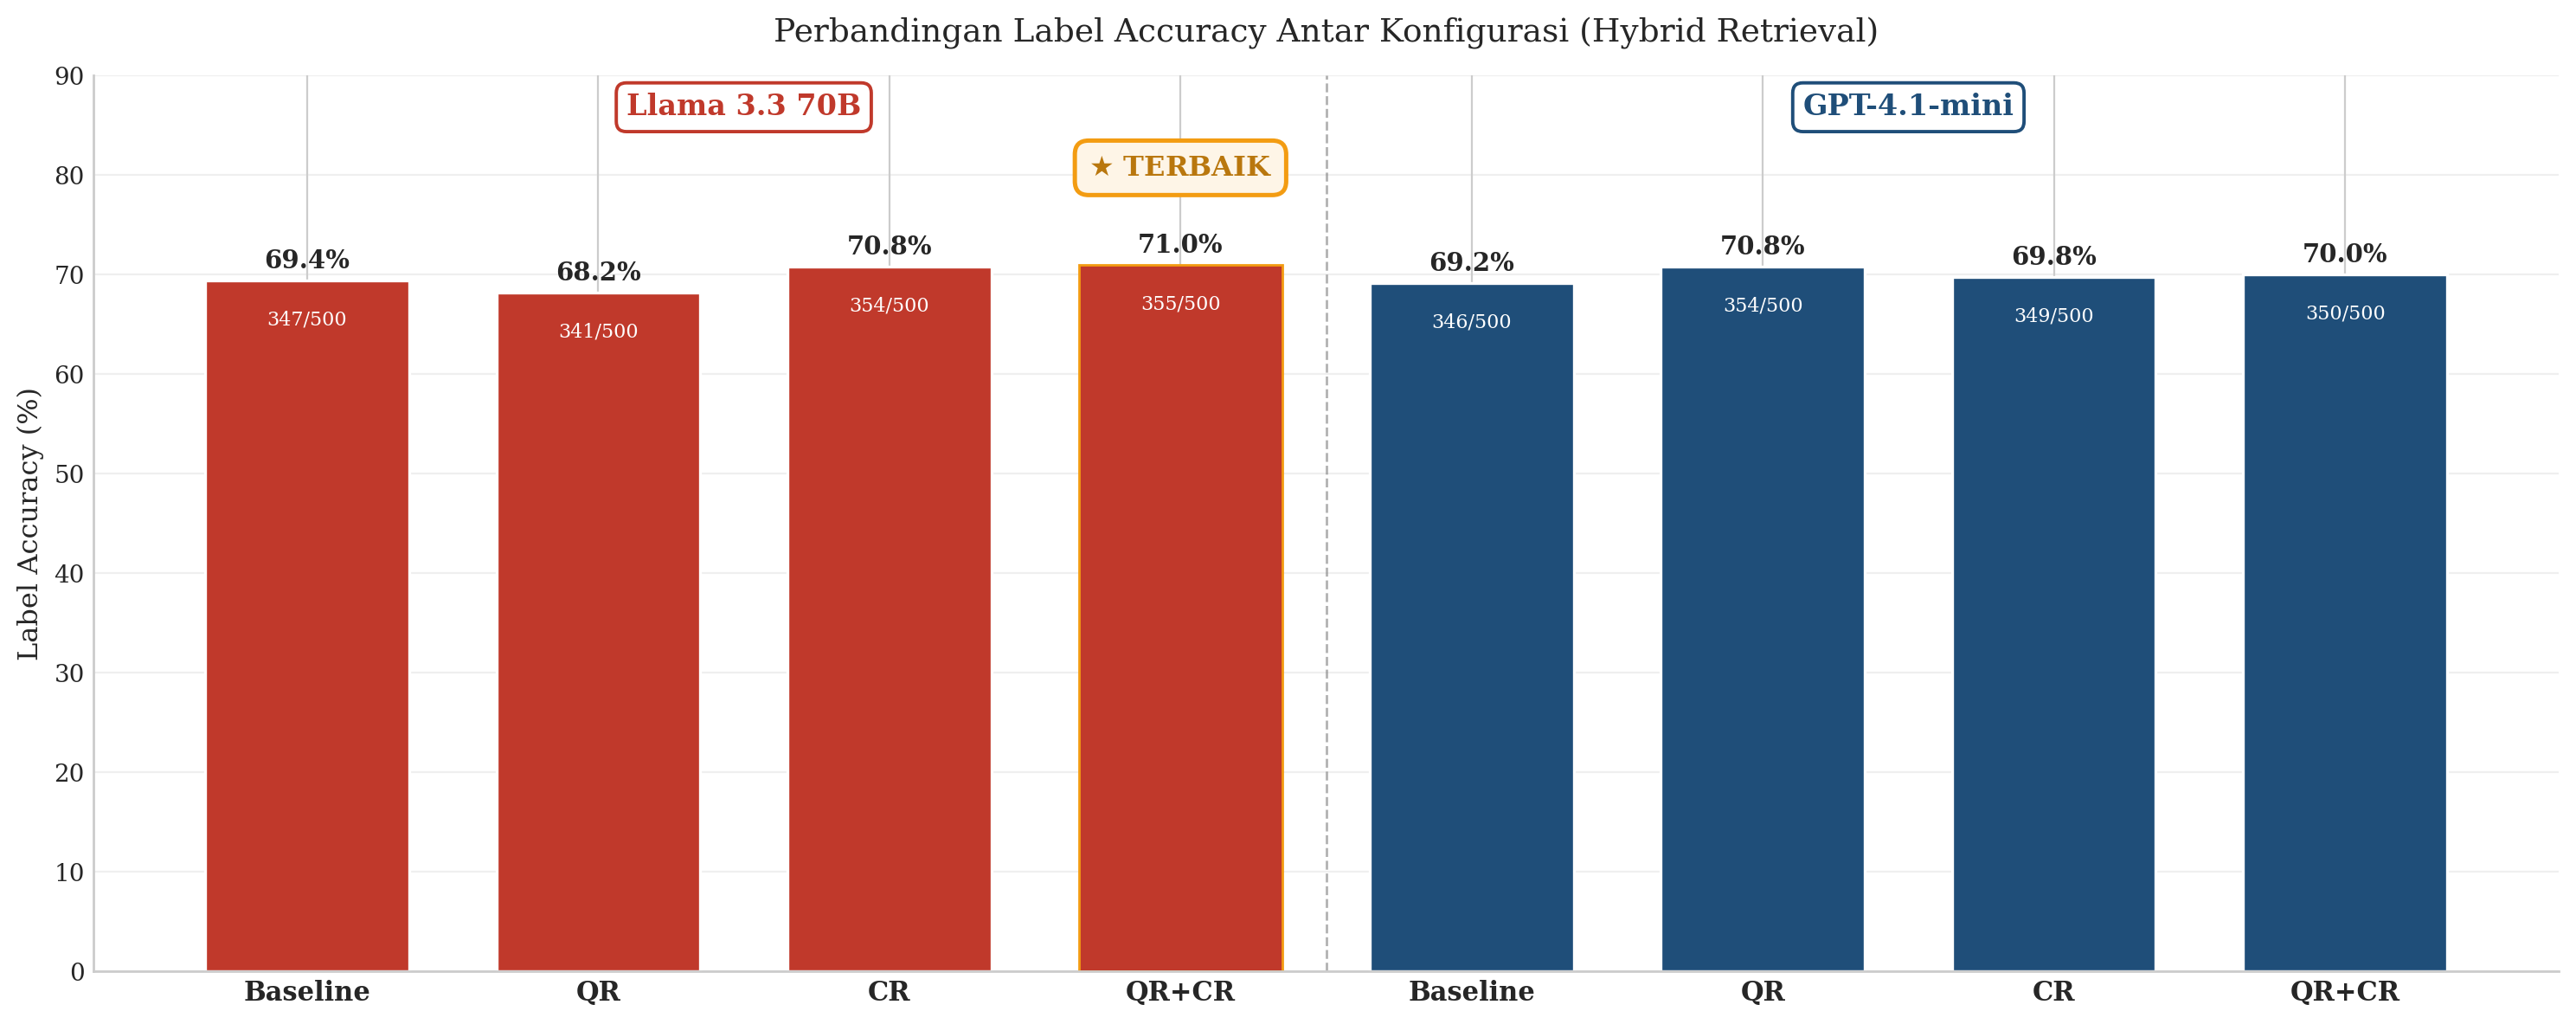 Perbandingan Label Accuracy Antar Konfigurasi (Hybrid Retrieval)
Llama 3.3 70B
GPT-4.1-mini
★ TERBAIK
Label Accuracy (%)
90
80
70
60
50
40
30
20
10
0
69.4%
68.2%
70.8%
71.0%
69.2%
70.8%
69.8%
70.0%
347/500
341/500
354/500
355/500
346/500
354/500
349/500
350/500
Baseline
QR
CR
QR+CR
Baseline
QR
CR
QR+CR